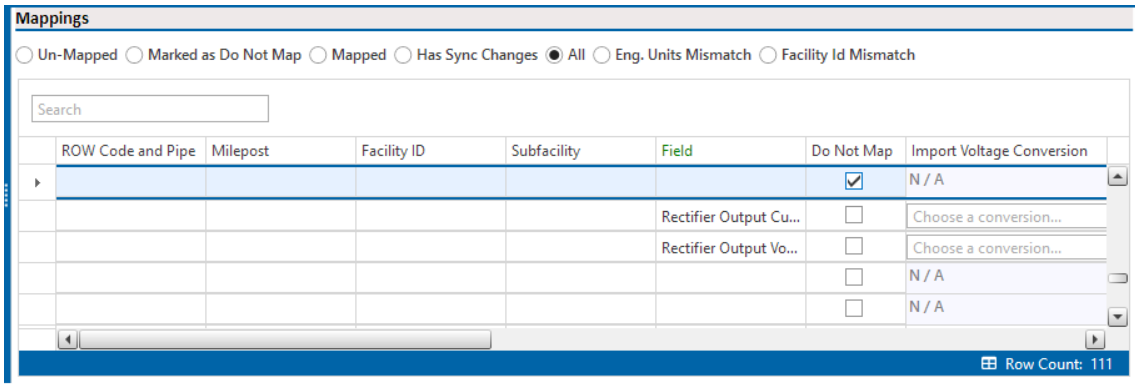 Mappings
Un-Mapped Marked as Do Not Map Mapped Has Sync Changes All Eng. Units Mismatch Facility Id Mismatch
Search
ROW Code and Pipe Milepost Facility ID Subfacility Field Do Not Map Import Voltage Conversion
N / A
Rectifier Output Cu... Choose a conversion...
Rectifier Output Vo... Choose a conversion...
N / A
N / A
Row Count: 111